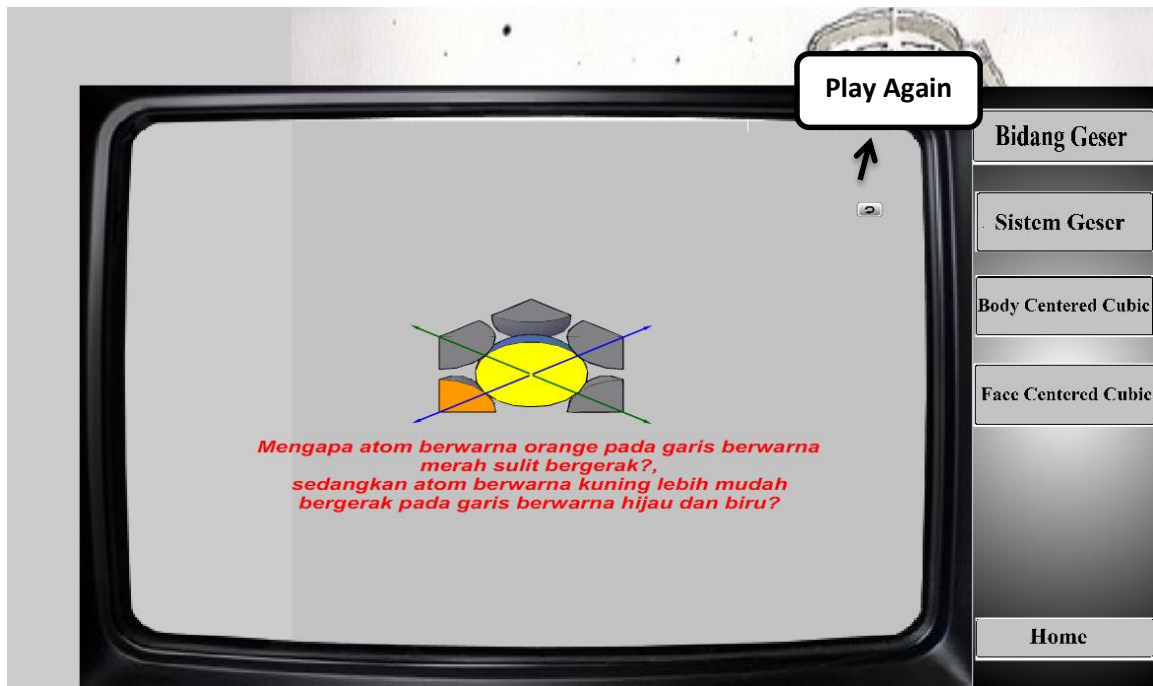 Play Again
Bidang Geser
Sistem Geser
Body Centered Cubic
Face Centered Cubic
Mengapa atom berwarna orange pada garis berwarna
merah sulit bergerak?,
sedangkan atom berwarna kuning lebih mudah
bergerak pada garis berwarna hijau dan biru?
Home